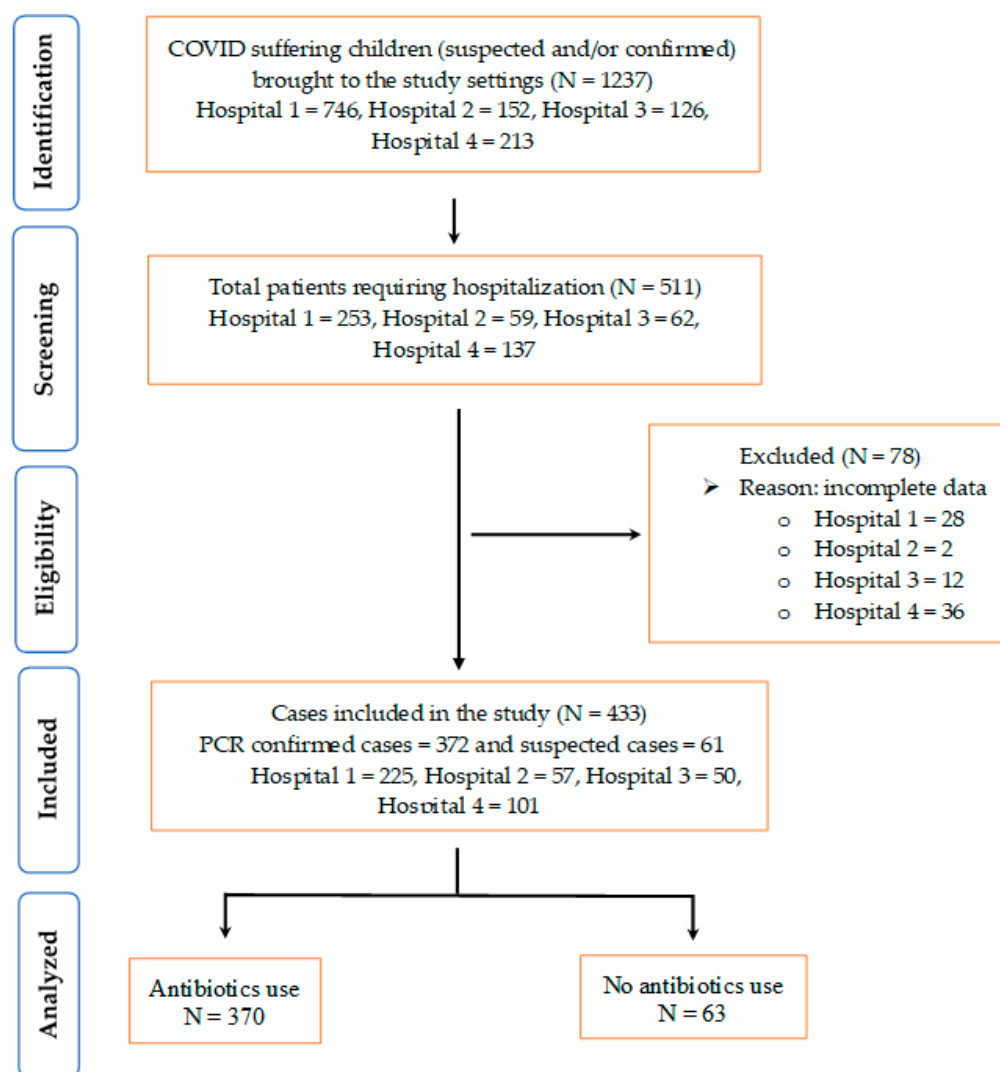 Identification
COVID suffering children (suspected and/or confirmed)
brought to the study settings (N = 1237)
Hospital 1 = 746, Hospital 2 = 152, Hospital 3 = 126,
Hospital 4 = 213
Screening
Total patients requiring hospitalization (N = 511)
Hospital 1 = 253, Hospital 2 = 59, Hospital 3 = 62,
Hospital 4 = 137
Eligibility
Excluded (N = 78)
➤ Reason: incomplete data
o Hospital 1 = 28
o Hospital 2 = 2
o Hospital 3 = 12
o Hospital 4 = 36
Included
Cases included in the study (N = 433)
PCR confirmed cases = 372 and suspected cases = 61
Hospital 1 = 225, Hospital 2 = 57, Hospital 3 = 50,
Hospital 4 = 101
Analyzed
Antibiotics use
N = 370
No antibiotics use
N = 63